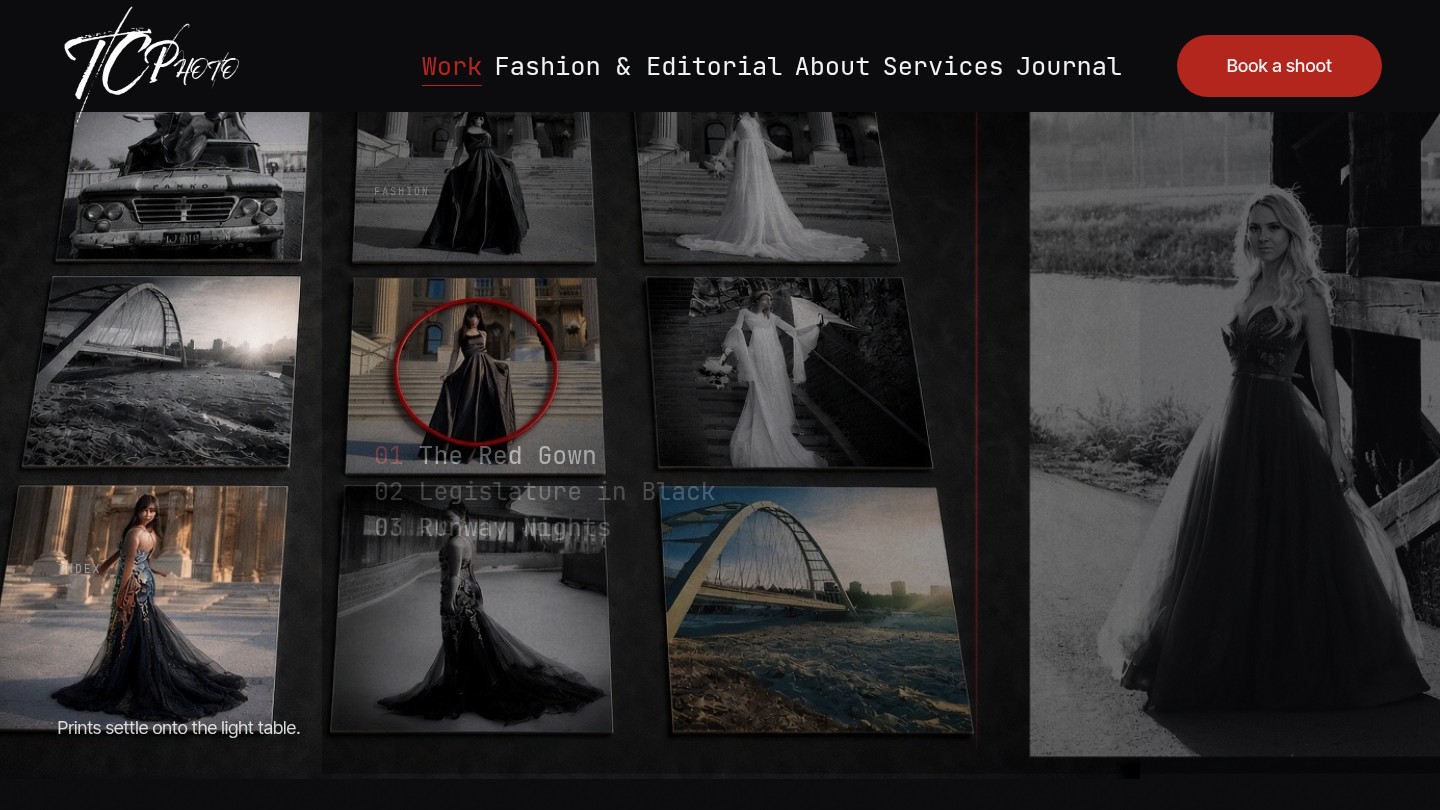 TCPhoto
Work Fashion & Editorial About Services Journal
Book a shoot
FASHION
01 The Red Gown
02 Legislature in Black
03 Runway Nights
INDEX
Prints settle onto the light table.